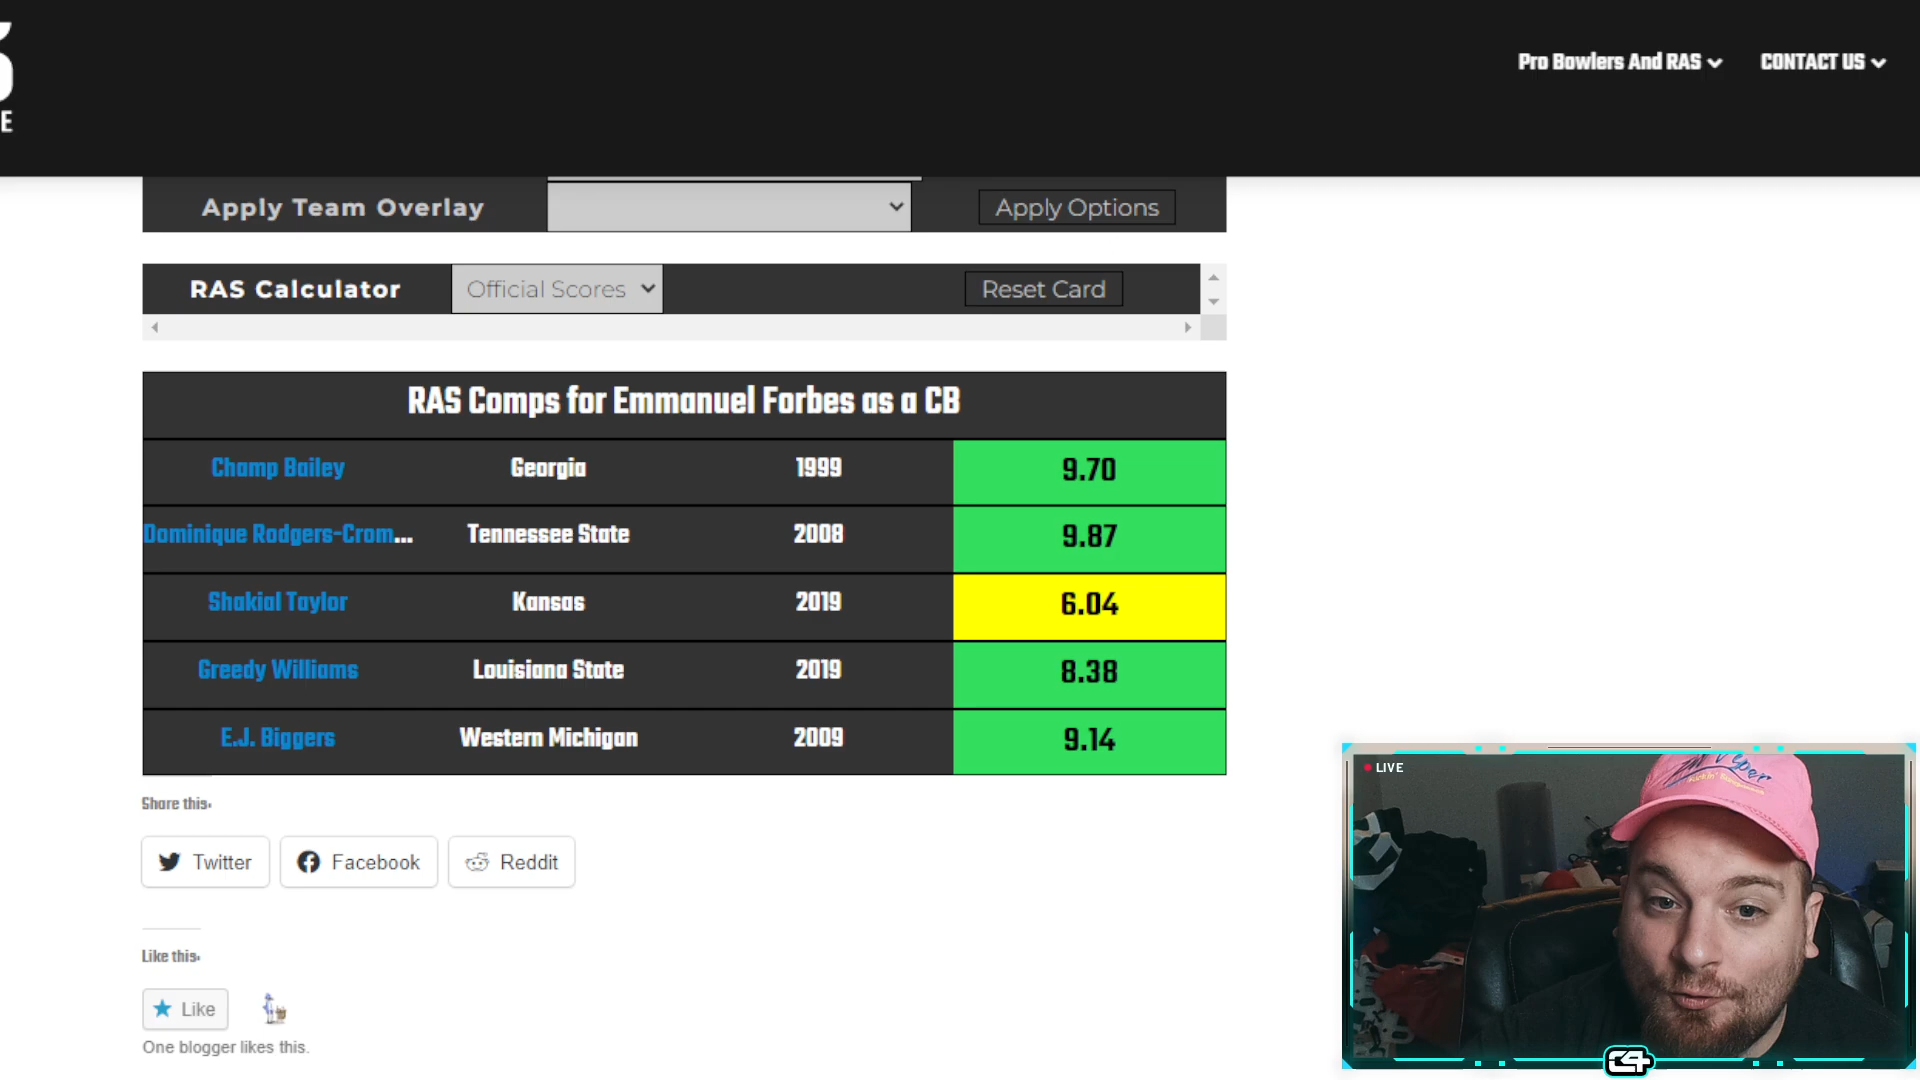 E
Pro Bowlers And RAS
CONTACT US
Apply Team Overlay
Apply Options
RAS Calculator
Official Scores
Reset Card
RAS Comps for Emmanuel Forbes as a CB
Champ Bailey Georgia 1999 9.70
Dominique Rodgers-Crom... Tennessee State 2008 9.87
Shakial Taylor Kansas 2019 6.04
Greedy Williams Louisiana State 2019 8.38
E.J. Biggers Western Michigan 2009 9.14
Share this:
Twitter
Facebook
Reddit
Like this:
Like
One blogger likes this.
LIVE